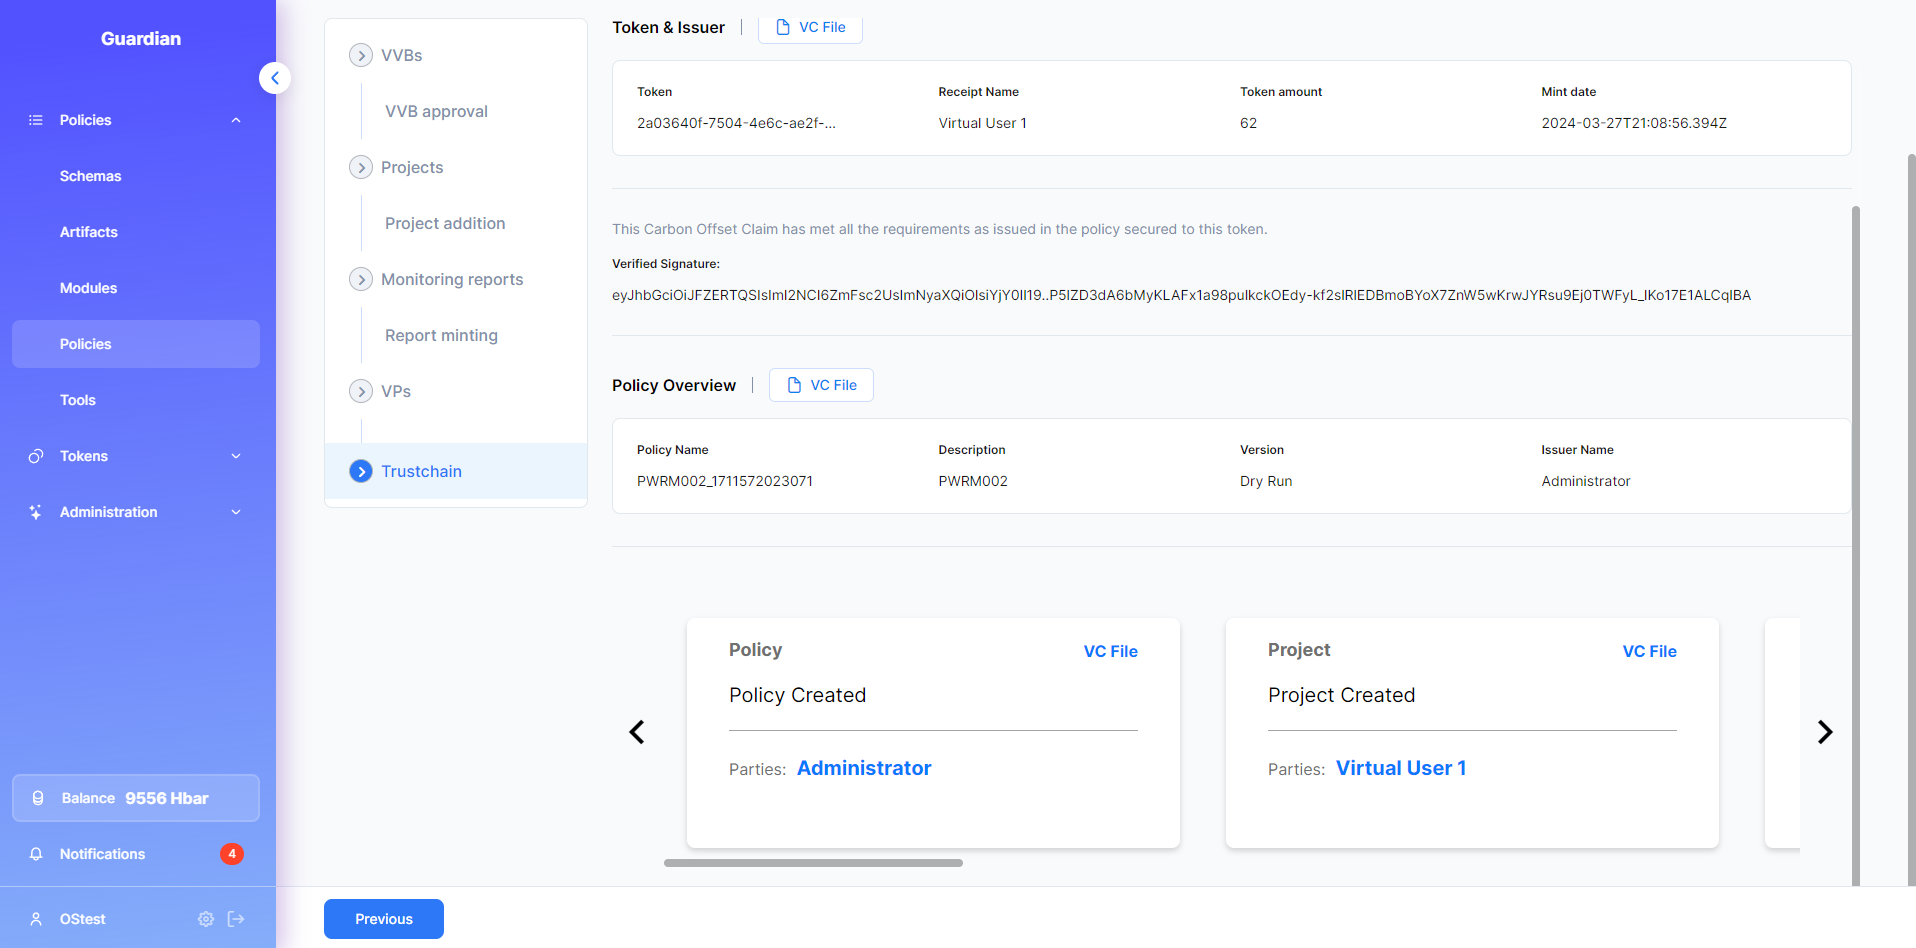 Guardian
Policies
Schemas
Artifacts
Modules
Policies
Tools
Tokens
Administration
Balance 9556 Hbar
Notifications 4
OStest
VVBs
VVB approval
Projects
Project addition
Monitoring reports
Report minting
VPs
Trustchain
Token & Issuer VC File
Token Receipt Name Token amount Mint date
2a03640f-7504-4e6c-ae2f-... Virtual User 1 62 2024-03-27T21:08:56.394Z
This Carbon Offset Claim has met all the requirements as issued in the policy secured to this token.
Verified Signature:
Policy Overview VC File
Policy Name Description Version Issuer Name
PWRM002_1711572023071 PWRM002 Dry Run Administrator
Policy VC File
Policy Created
Parties: Administrator
Project VC File
Project Created
Parties: Virtual User 1
Previous